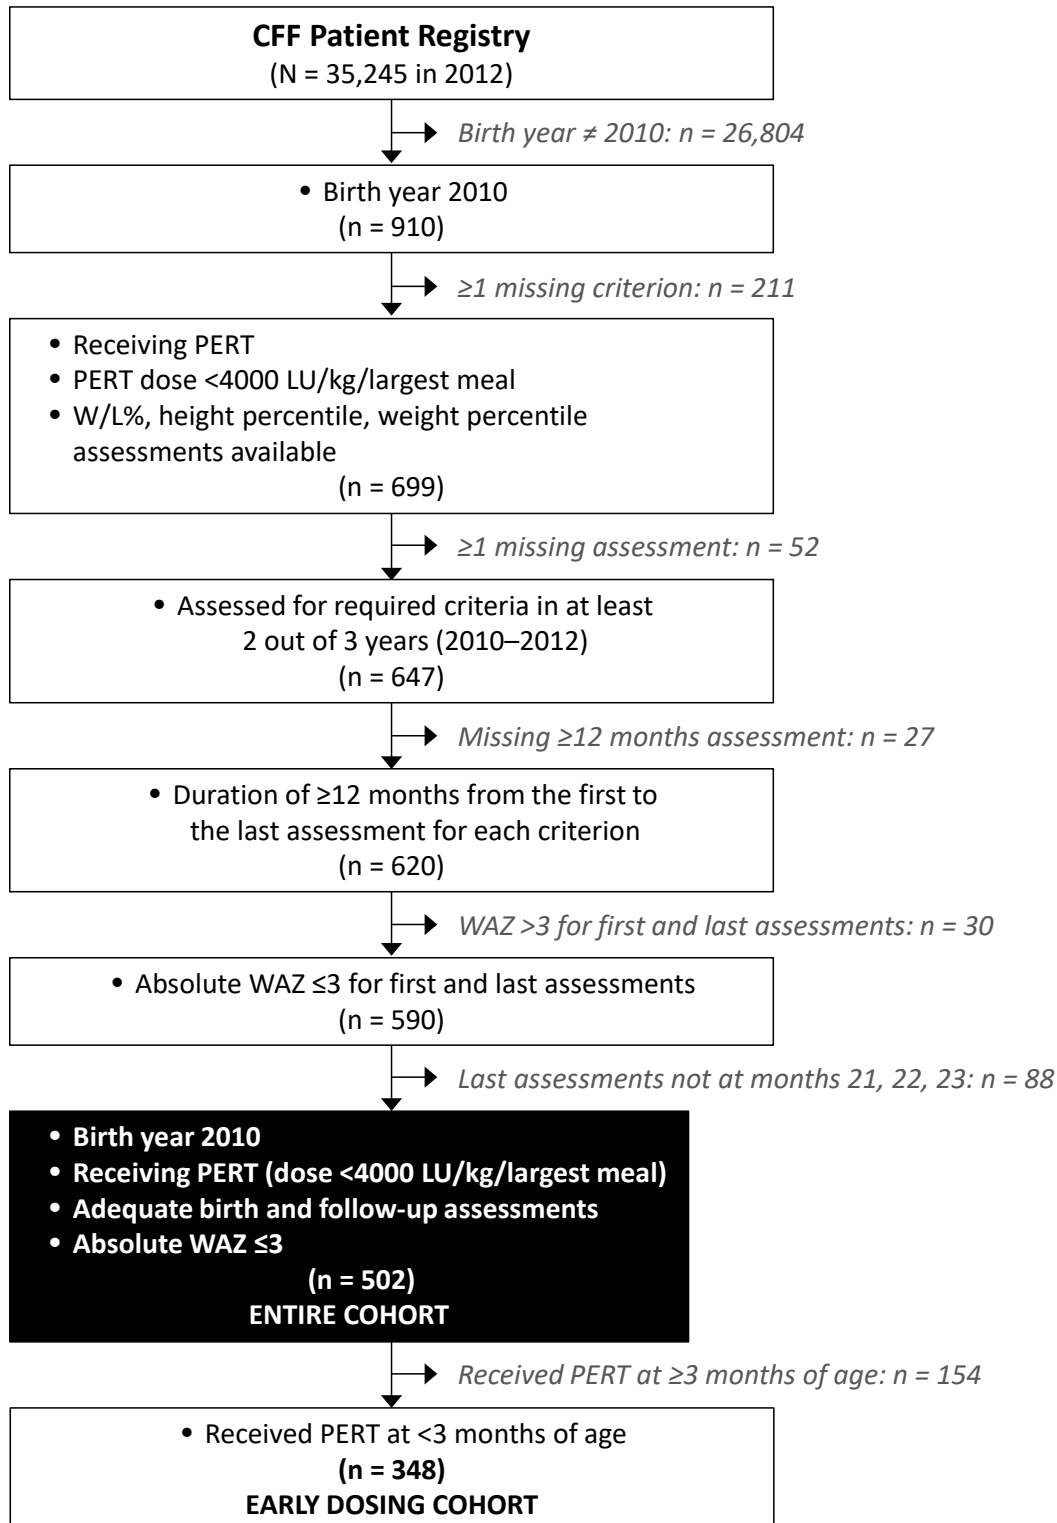 CFF Patient Registry
(N = 35,245 in 2012)
Birth year ≠ 2010: n = 26,804
• Birth year 2010
(n = 910)
≥1 missing criterion: n = 211
• Receiving PERT
• PERT dose <4000 LU/kg/largest meal
• W/L%, height percentile, weight percentile
assessments available
(n = 699)
≥1 missing assessment: n = 52
• Assessed for required criteria in at least
2 out of 3 years (2010–2012)
(n = 647)
Missing ≥12 months assessment: n = 27
• Duration of ≥12 months from the first to
the last assessment for each criterion
(n = 620)
WAZ >3 for first and last assessments: n = 30
• Absolute WAZ ≤3 for first and last assessments
(n = 590)
Last assessments not at months 21, 22, 23: n = 88
• Birth year 2010
• Receiving PERT (dose <4000 LU/kg/largest meal)
• Adequate birth and follow-up assessments
• Absolute WAZ ≤3
(n = 502)
ENTIRE COHORT
Received PERT at ≥3 months of age: n = 154
• Received PERT at <3 months of age
(n = 348)
EARLY DOSING COHORT